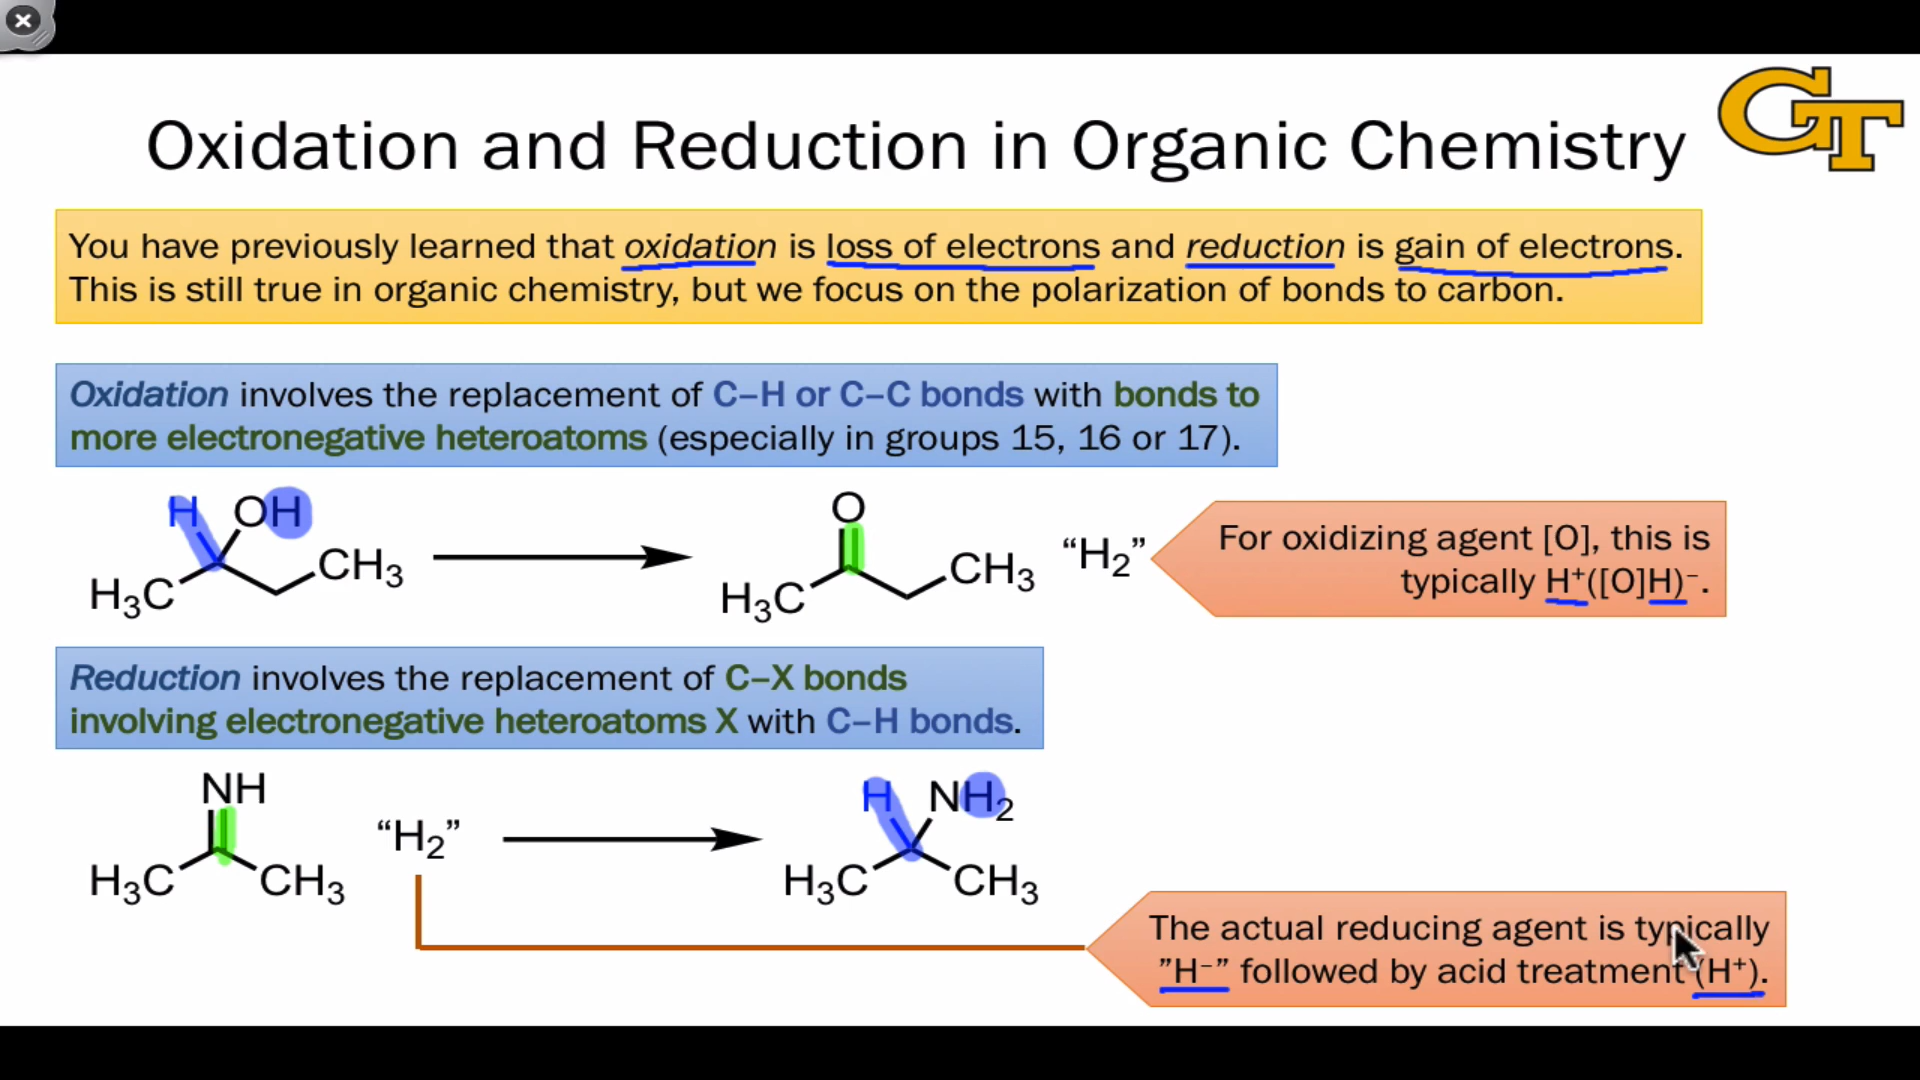 GT
Oxidation and Reduction in Organic Chemistry
You have previously learned that oxidation is loss of electrons and reduction is gain of electrons.
This is still true in organic chemistry, but we focus on the polarization of bonds to carbon.
Oxidation involves the replacement of C–H or C–C bonds with bonds to
more electronegative heteroatoms (especially in groups 15, 16 or 17).
H OH
H₃C CH₃
O
H₃C CH₃
“H₂”
For oxidizing agent [O], this is
typically H⁺([O]H)⁻.
Reduction involves the replacement of C–X bonds
involving electronegative heteroatoms X with C–H bonds.
NH
H₃C CH₃
“H₂”
H NH₂
H₃C CH₃
The actual reducing agent is typically
”H⁻” followed by acid treatment (H⁺).